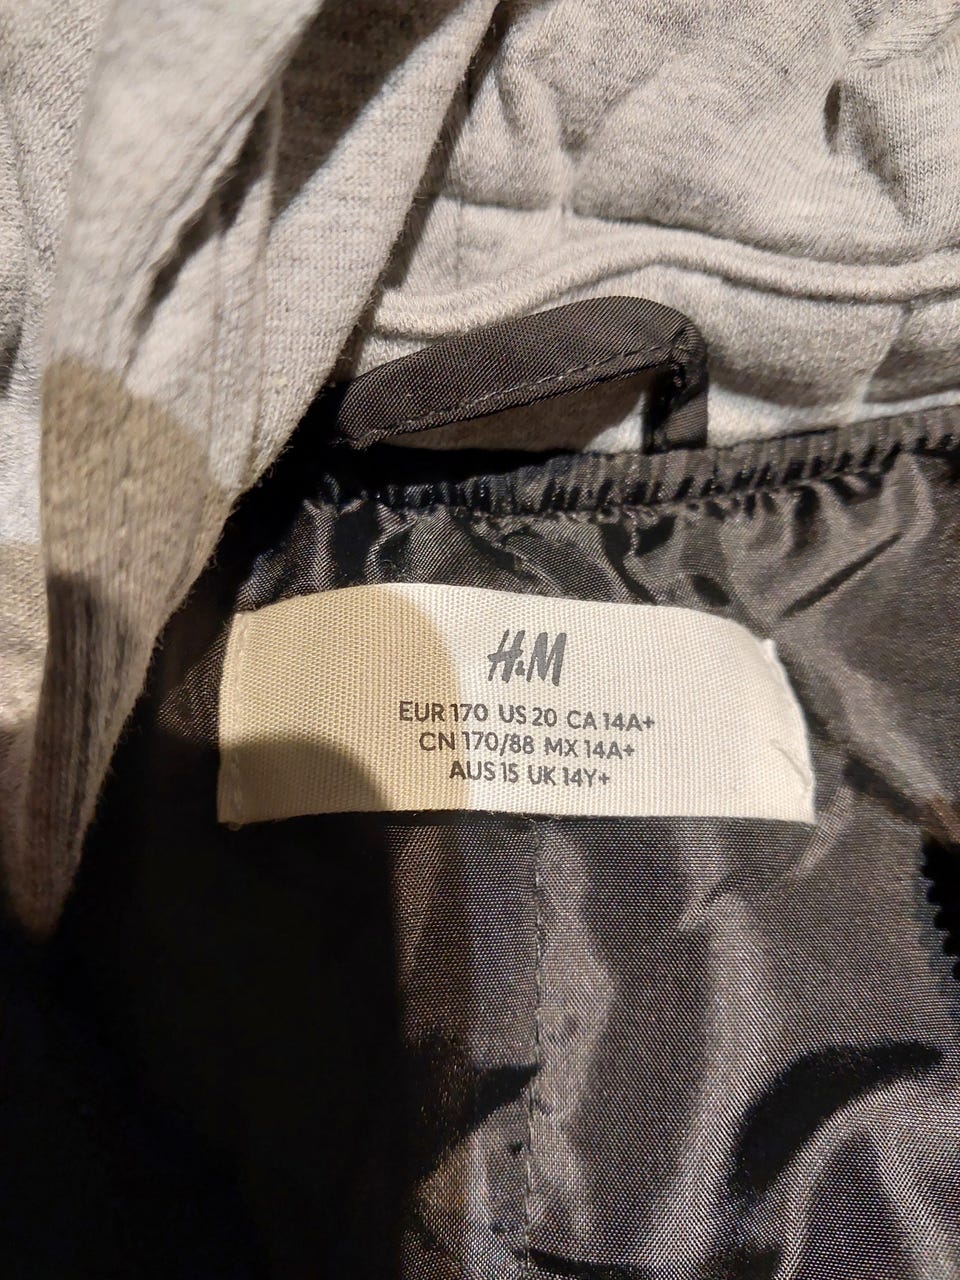 H&M
EUR 170 US 20 CA 14A+
CN 170/88 MX 14A+
AUS 15 UK 14Y+